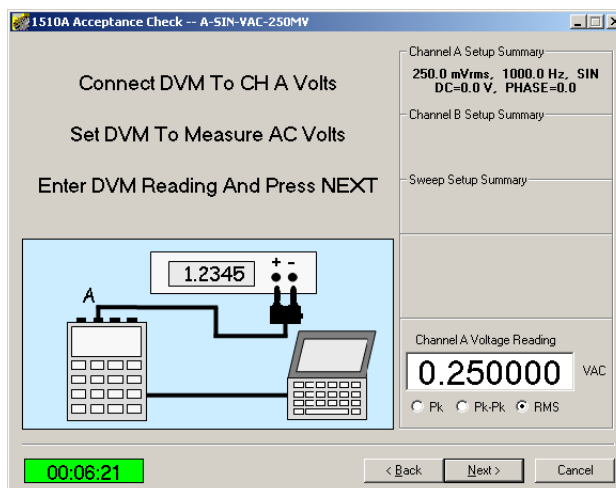 1510A Acceptance Check -- A-SIN-VAC-250MV
Connect DVM To CH A Volts
Set DVM To Measure AC Volts
Enter DVM Reading And Press NEXT
Channel A Setup Summary
250.0 mVrms, 1000.0 Hz, SIN
DC=0.0 V, PHASE=0.0
Channel B Setup Summary
Sweep Setup Summary
+ -
1.2345
A
Channel A Voltage Reading
0.250000 VAC
Pk Pk-Pk RMS
00:06:21
< Back Next > Cancel